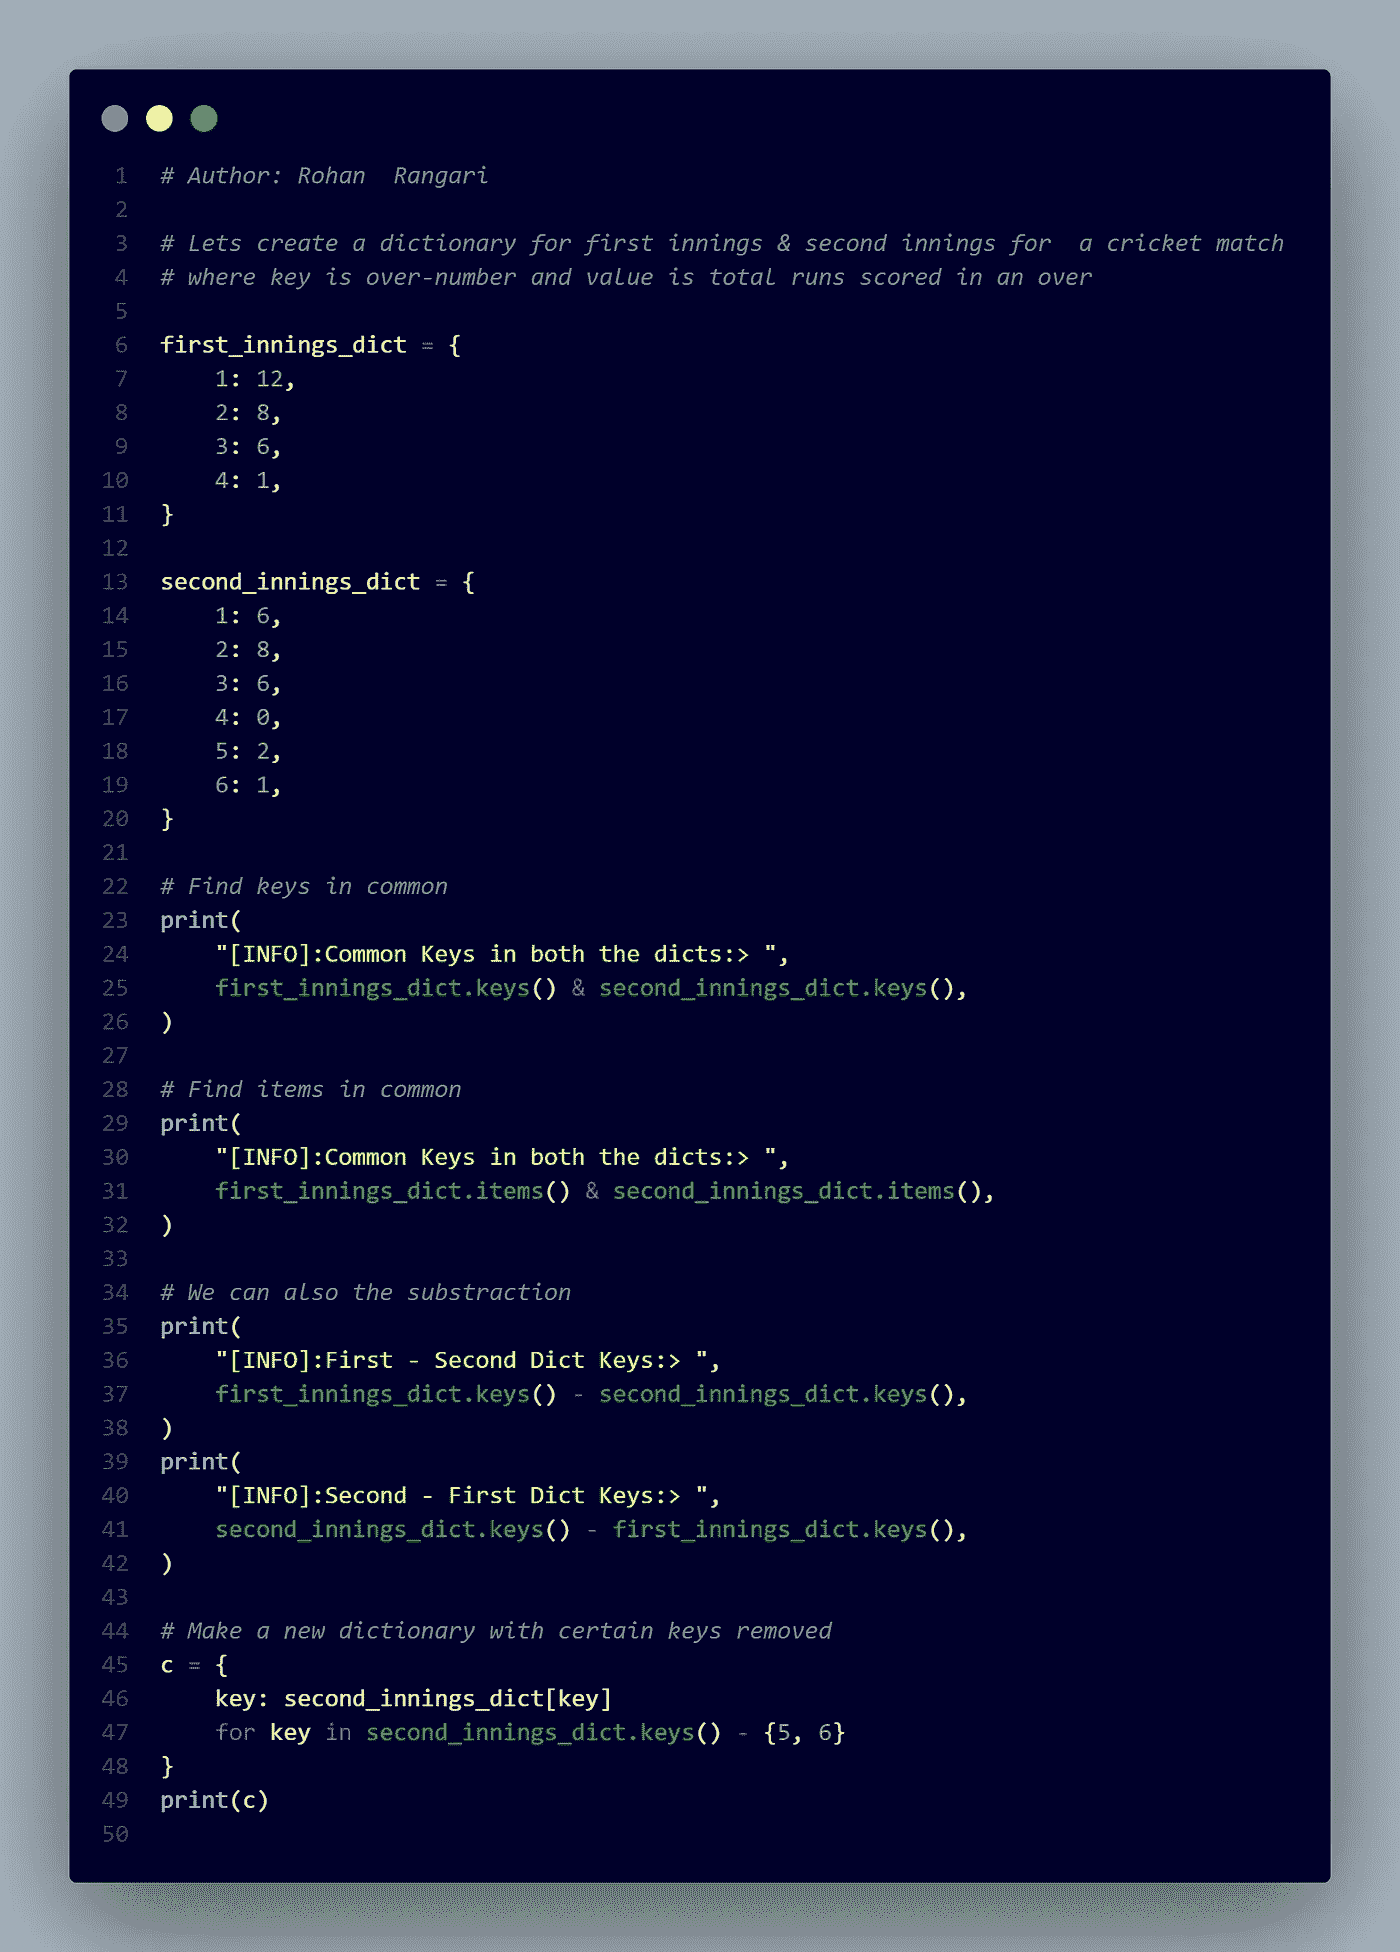 1 # Author: Rohan  Rangari
2
3 # Lets create a dictionary for first innings & second innings for  a cricket match
4 # where key is over-number and value is total runs scored in an over
5
6 first_innings_dict = {
7     1: 12,
8     2: 8,
9     3: 6,
10     4: 1,
11 }
12
13 second_innings_dict = {
14     1: 6,
15     2: 8,
16     3: 6,
17     4: 0,
18     5: 2,
19     6: 1,
20 }
21
22 # Find keys in common
23 print(
24     "[INFO]:Common Keys in both the dicts:> ",
25     first_innings_dict.keys() & second_innings_dict.keys(),
26 )
27
28 # Find items in common
29 print(
30     "[INFO]:Common Keys in both the dicts:> ",
31     first_innings_dict.items() & second_innings_dict.items(),
32 )
33
34 # We can also the substraction
35 print(
36     "[INFO]:First - Second Dict Keys:> ",
37     first_innings_dict.keys() - second_innings_dict.keys(),
38 )
39 print(
40     "[INFO]:Second - First Dict Keys:> ",
41     second_innings_dict.keys() - first_innings_dict.keys(),
42 )
43
44 # Make a new dictionary with certain keys removed
45 c = {
46     key: second_innings_dict[key]
47     for key in second_innings_dict.keys() - {5, 6}
48 }
49 print(c)
50